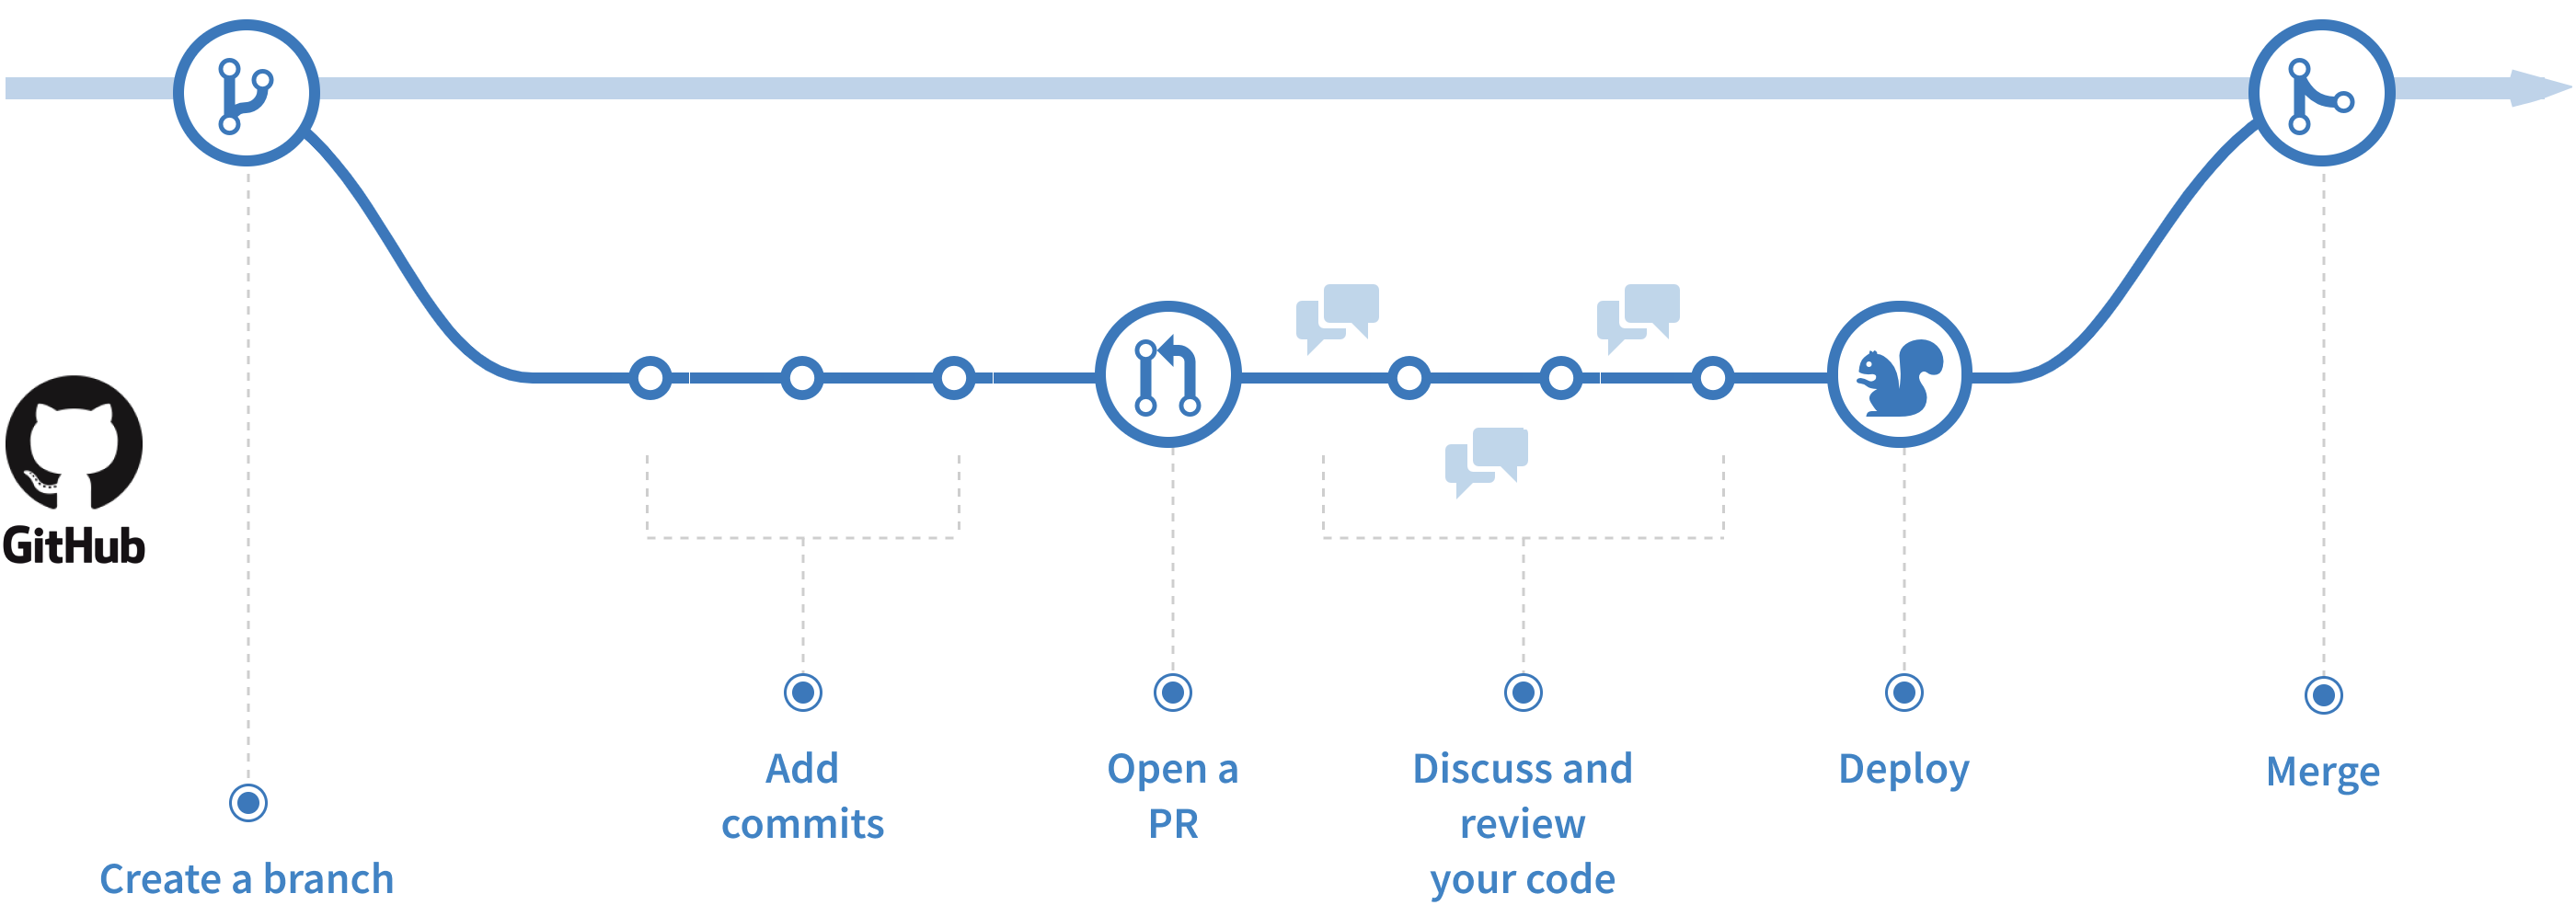 GitHub
Create a branch
Add
commits
Open a
PR
Discuss and
review
your code
Deploy
Merge